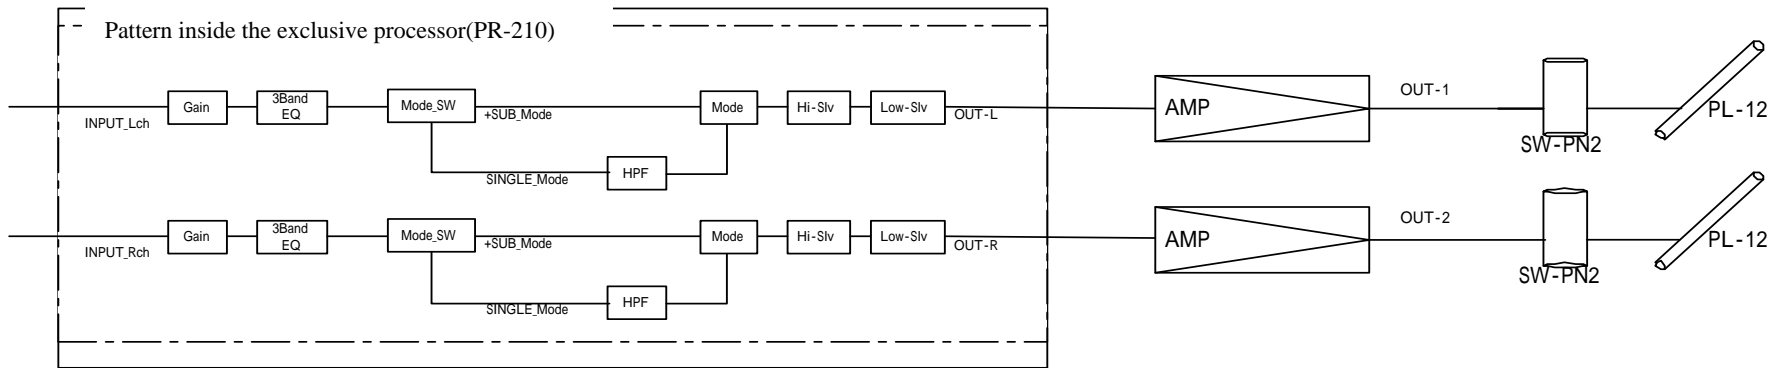 Pattern inside the exclusive processor(PR-210)
INPUT_Lch
Gain
3Band
EQ
Mode_SW
+SUB_Mode
SINGLE_Mode
HPF
Mode
Hi-Slv
Low-Slv
OUT-L
AMP
OUT-1
SW-PN2
PL-12
INPUT_Rch
Gain
3Band
EQ
Mode_SW
+SUB_Mode
SINGLE_Mode
HPF
Mode
Hi-Slv
Low-Slv
OUT-R
AMP
OUT-2
SW-PN2
PL-12